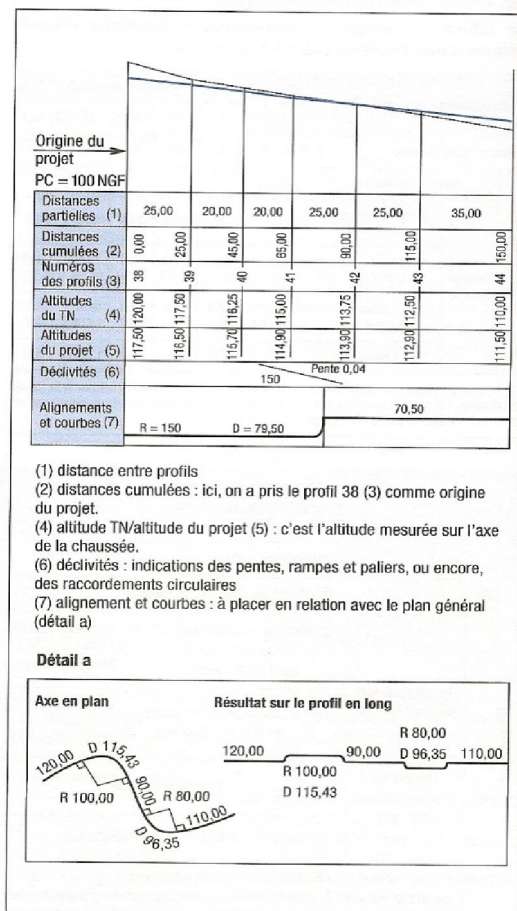 Origine du
projet
PC = 100 NGF
Distances
partielles (1)
25,00 20,00 20,00 25,00 25,00 35,00
Distances
cumulées (2)
0,00 25,00 45,00 65,00 90,00 115,00 150,00
Numéros
des profils (3)
38 39 40 41 42 43 44
Altitudes
du TN (4)
120,00 117,50 116,25 115,00 113,75 112,50 110,00
Altitudes
du projet (5)
117,50 116,50 115,70 114,90 113,90 112,90 111,50
Déclivités (6)
Pente 0,04
150
Alignements
et courbes (7)
R = 150 D = 79,50
70,50
(1) distance entre profils
(2) distances cumulées : ici, on a pris le profil 38 (3) comme origine
du projet.
(4) altitude TN/altitude du projet (5) : c'est l'altitude mesurée sur l'axe
de la chaussée.
(6) déclivités : indications des pentes, rampes et paliers, ou encore,
des raccordements circulaires
(7) alignement et courbes : à placer en relation avec le plan général
(détail a)
Détail a
Axe en plan
120,00
D 115,43
R 100,00
90,00
R 80,00
D 96,35
110,00
Résultat sur le profil en long
120,00
R 100,00
D 115,43
90,00
R 80,00
D 96,35
110,00